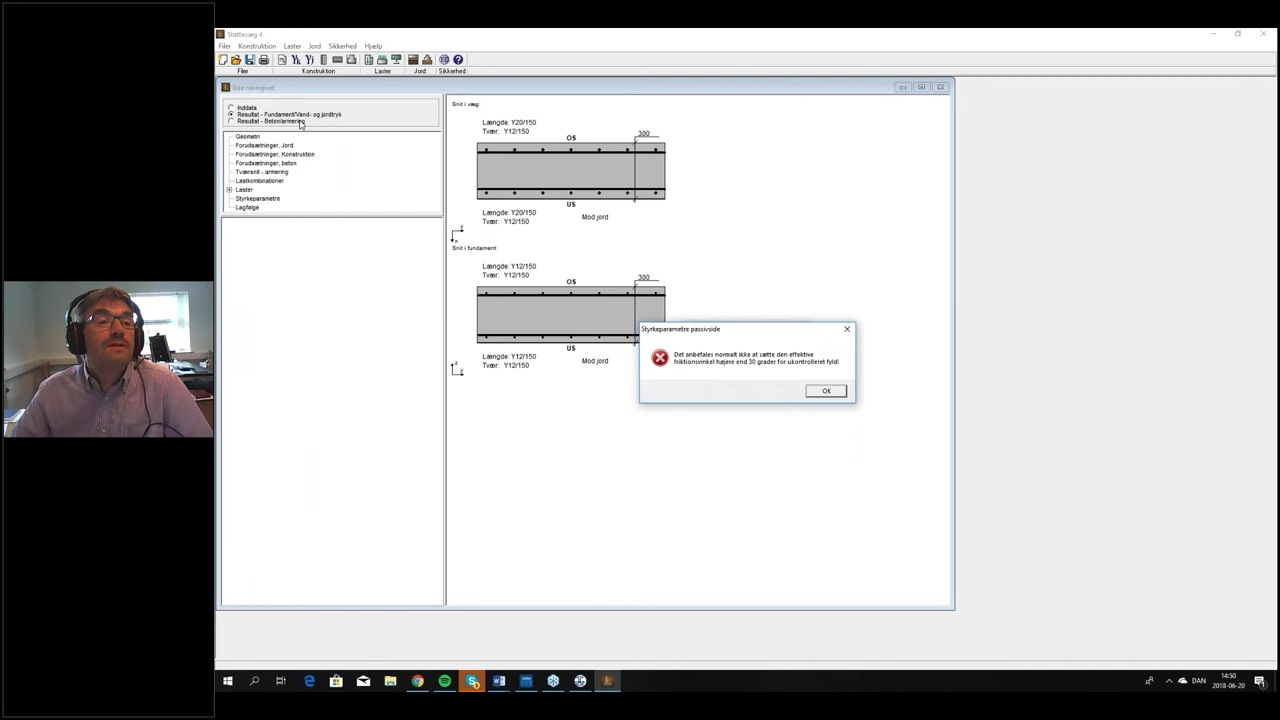 Støttevæg 4
Filer Konstruktion Laster Jord Sikkerhed Hjælp
Filer Konstruktion Laster Jord Sikkerhed
Ikke navngivet
Inddata
Resultat - Fundament/Vand- og jordtryk
Resultat - Beton/armering
Geometri
Forudsætninger, Jord
Forudsætninger, Konstruktion
Forudsætninger, beton
Tværsnit - armering
Lastkombinationer
Laster
Styrkeparametre
Lagfølge
Snit i væg:
Længde: Y20/150
Tvær: Y12/150
OS
300
US
Længde: Y20/150
Tvær: Y12/150
Mod jord
y
x
Snit i fundament:
Længde: Y12/150
Tvær: Y12/150
OS
300
US
Længde: Y12/150
Tvær: Y12/150
Mod jord
z
y
Styrkeparametre passivside
Det anbefales normalt ikke at sætte den effektive
friktionsvinkel højere end 30 grader for ukontrolleret fyld!
OK
DAN
14:50
2018-06-20